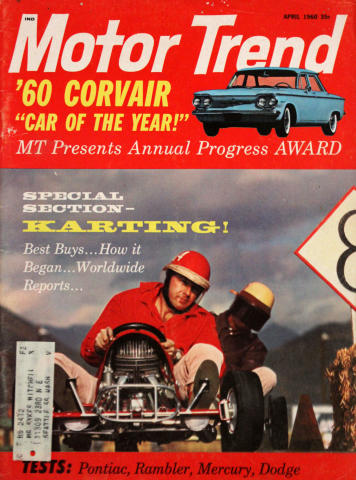 IND
APRIL 1960 35c
Motor Trend
'60 CORVAIR
"CAR OF THE YEAR!"
MT Presents Annual Progress AWARD
SPECIAL
SECTION-
KARTING!
Best Buys...How it
Began...Worldwide
Reports...
8
TESTS: Pontiac, Rambler, Mercury, Dodge